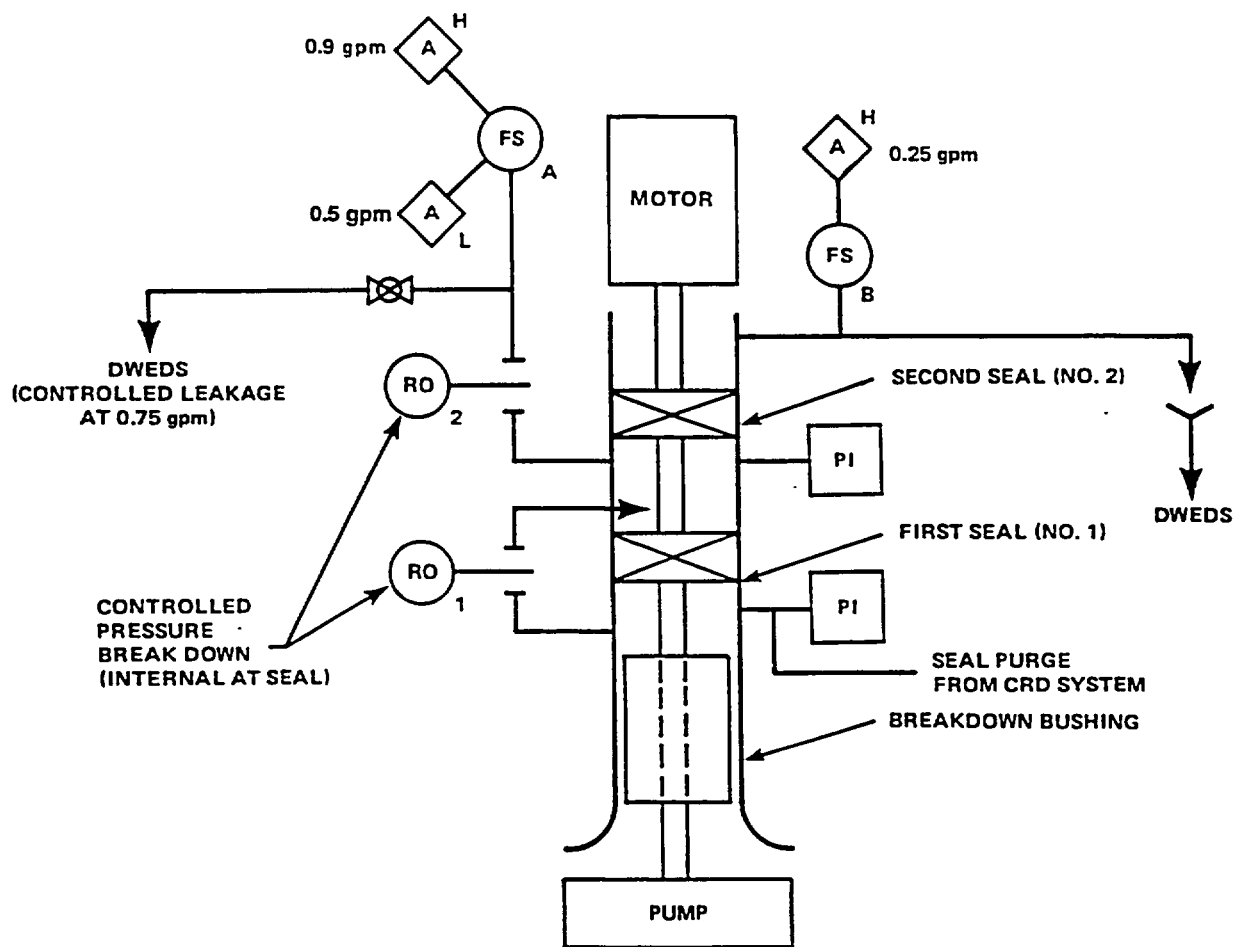 H
0.9 gpm
A
FS
A
0.5 gpm
A
L
MOTOR
H
A
0.25 gpm
FS
B
DWEDS
(CONTROLLED LEAKAGE
AT 0.75 gpm)
RO
2
SECOND SEAL (NO. 2)
PI
DWEDS
FIRST SEAL (NO. 1)
RO
1
PI
CONTROLLED
PRESSURE
BREAK DOWN
(INTERNAL AT SEAL)
SEAL PURGE
FROM CRD SYSTEM
BREAKDOWN BUSHING
PUMP